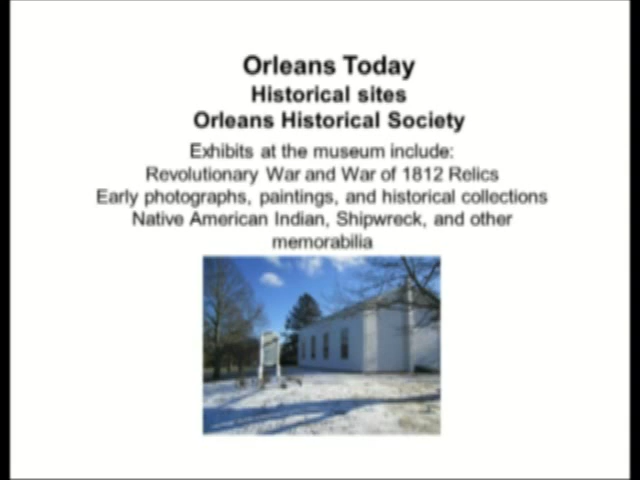 Orleans Today
Historical sites
Orleans Historical Society
Exhibits at the museum include:
Revolutionary War and War of 1812 Relics
Early photographs, paintings, and historical collections
Native American Indian, Shipwreck, and other
memorabilia